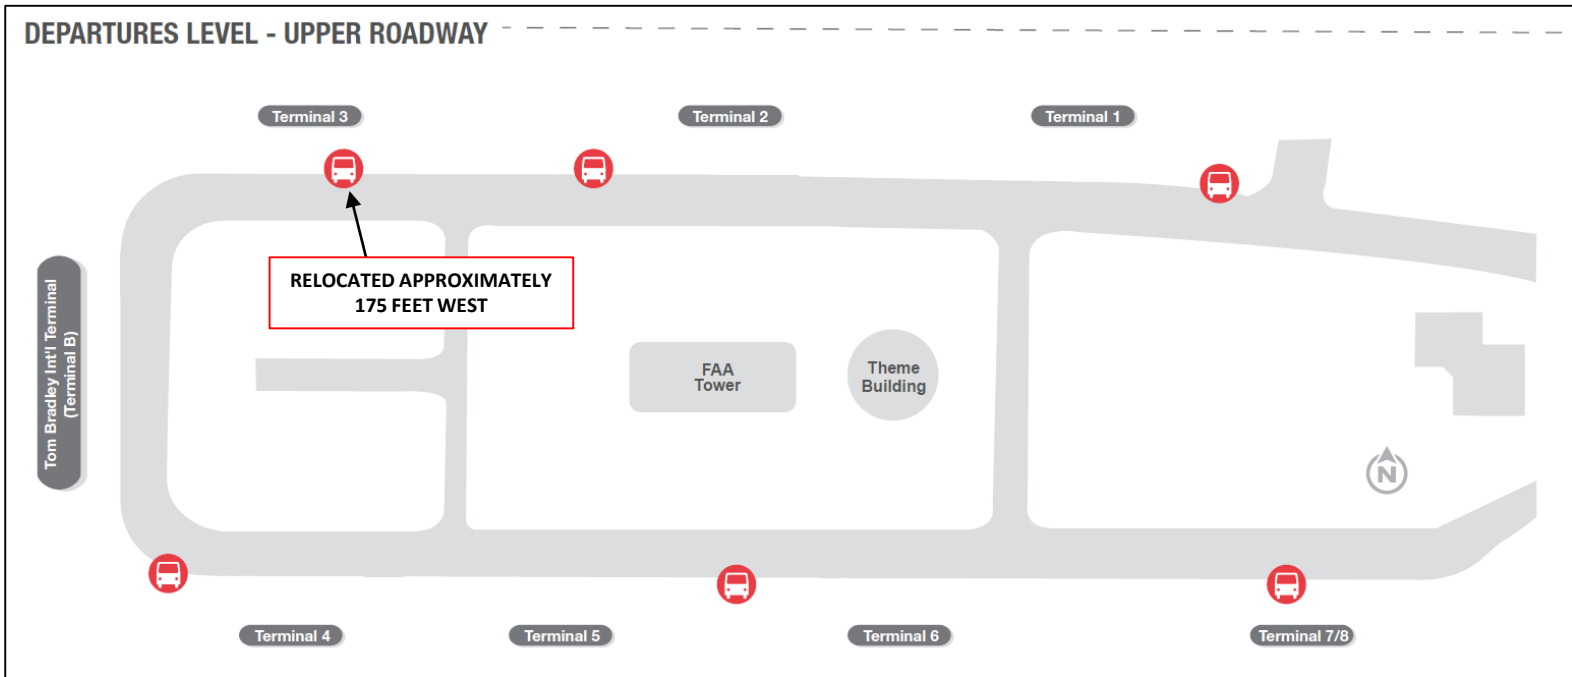 DEPARTURES LEVEL - UPPER ROADWAY
Terminal 3
Terminal 2
Terminal 1
RELOCATED APPROXIMATELY
175 FEET WEST
Tom Bradley Int'l Terminal
(Terminal B)
FAA
Tower
Theme
Building
N
Terminal 4
Terminal 5
Terminal 6
Terminal 7/8